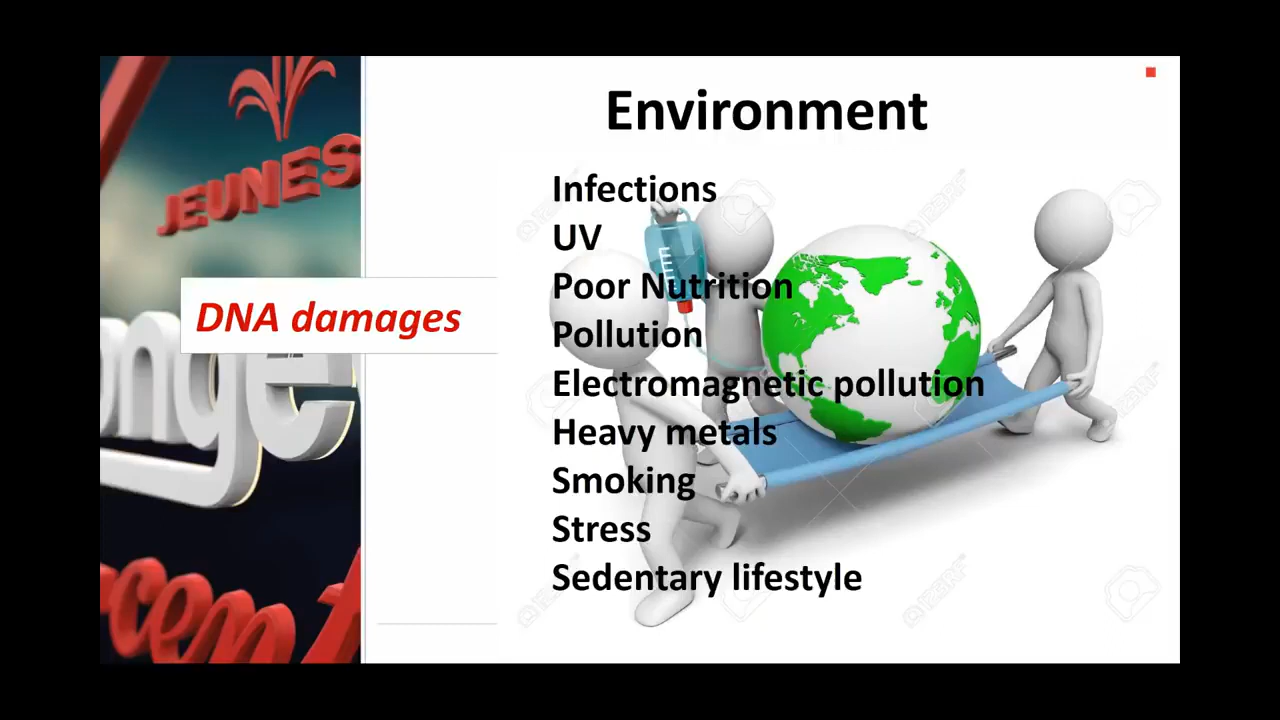 JEUNES
DNA damages
Environment
Infections
UV
Poor Nutrition
Pollution
Electromagnetic pollution
Heavy metals
Smoking
Stress
Sedentary lifestyle